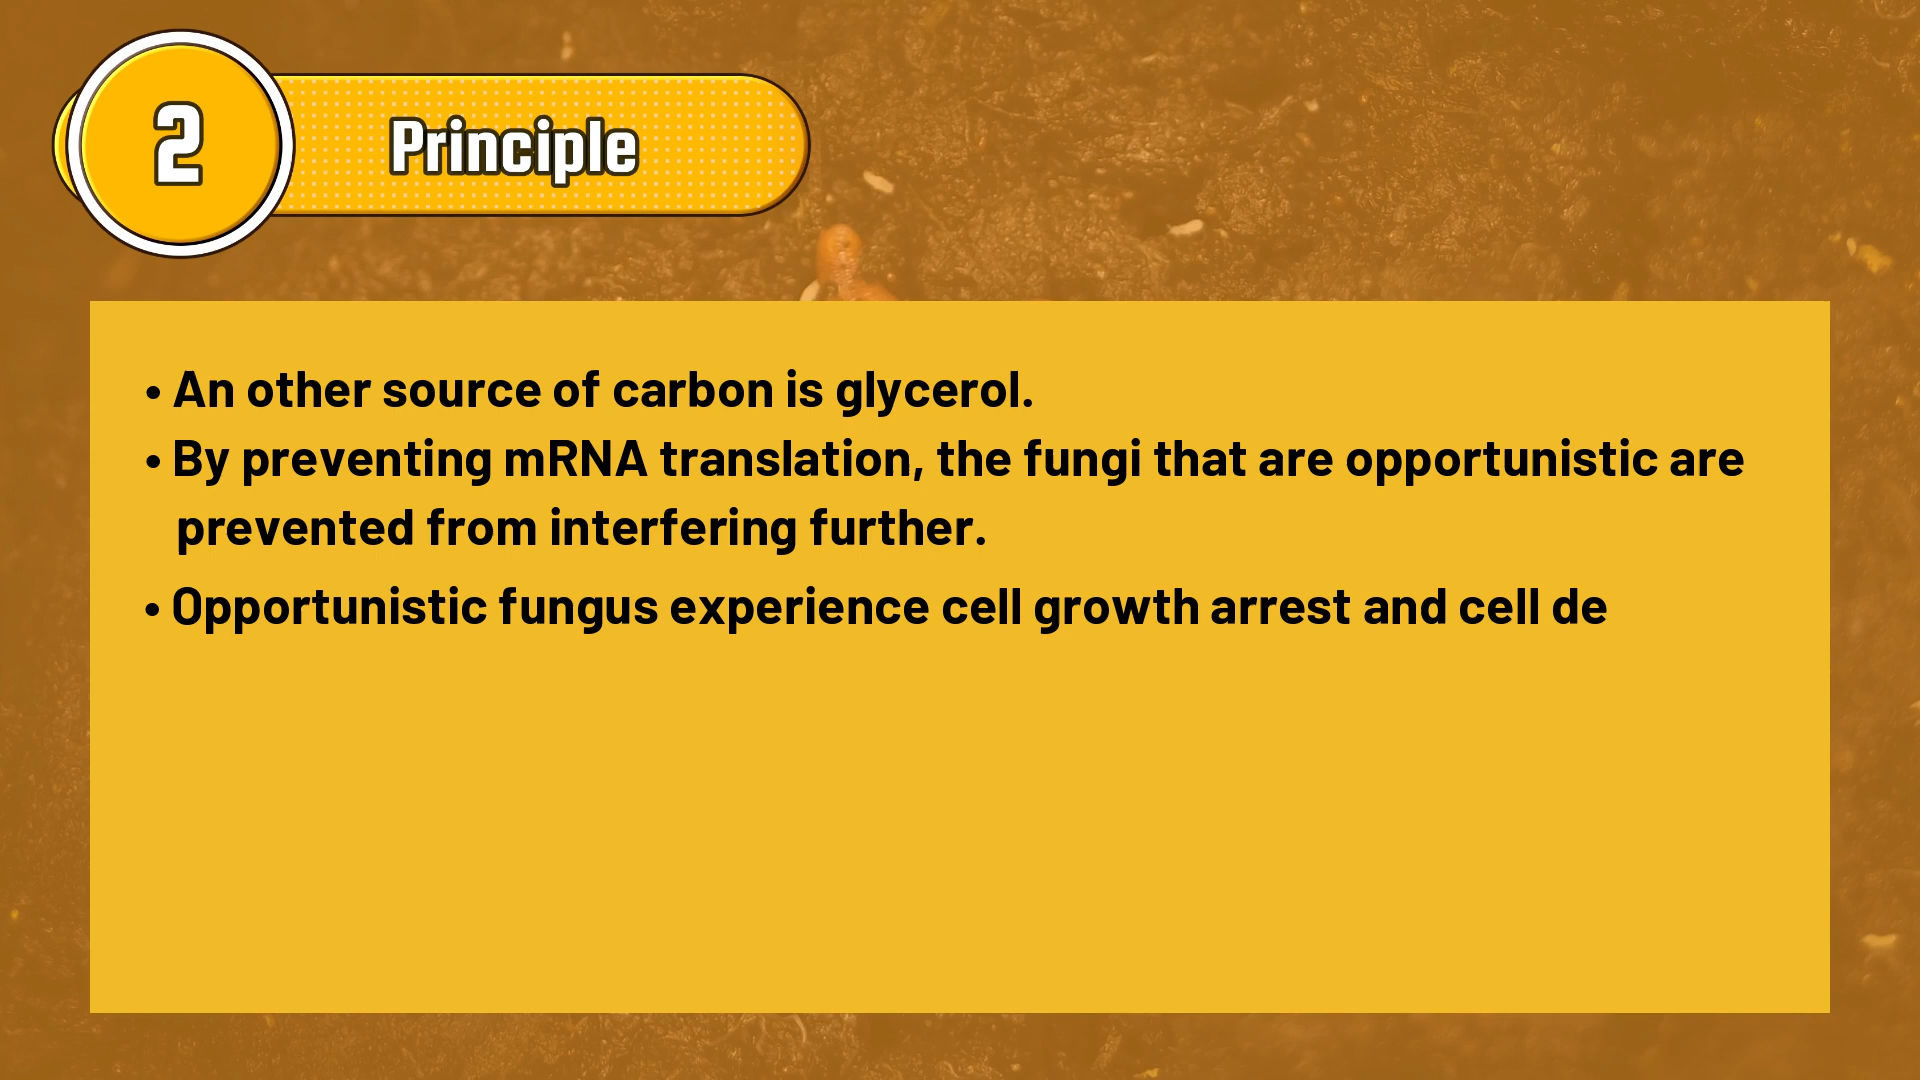 2
Principle
• An other source of carbon is glycerol.
• By preventing mRNA translation, the fungi that are opportunistic are
prevented from interfering further.
• Opportunistic fungus experience cell growth arrest and cell de